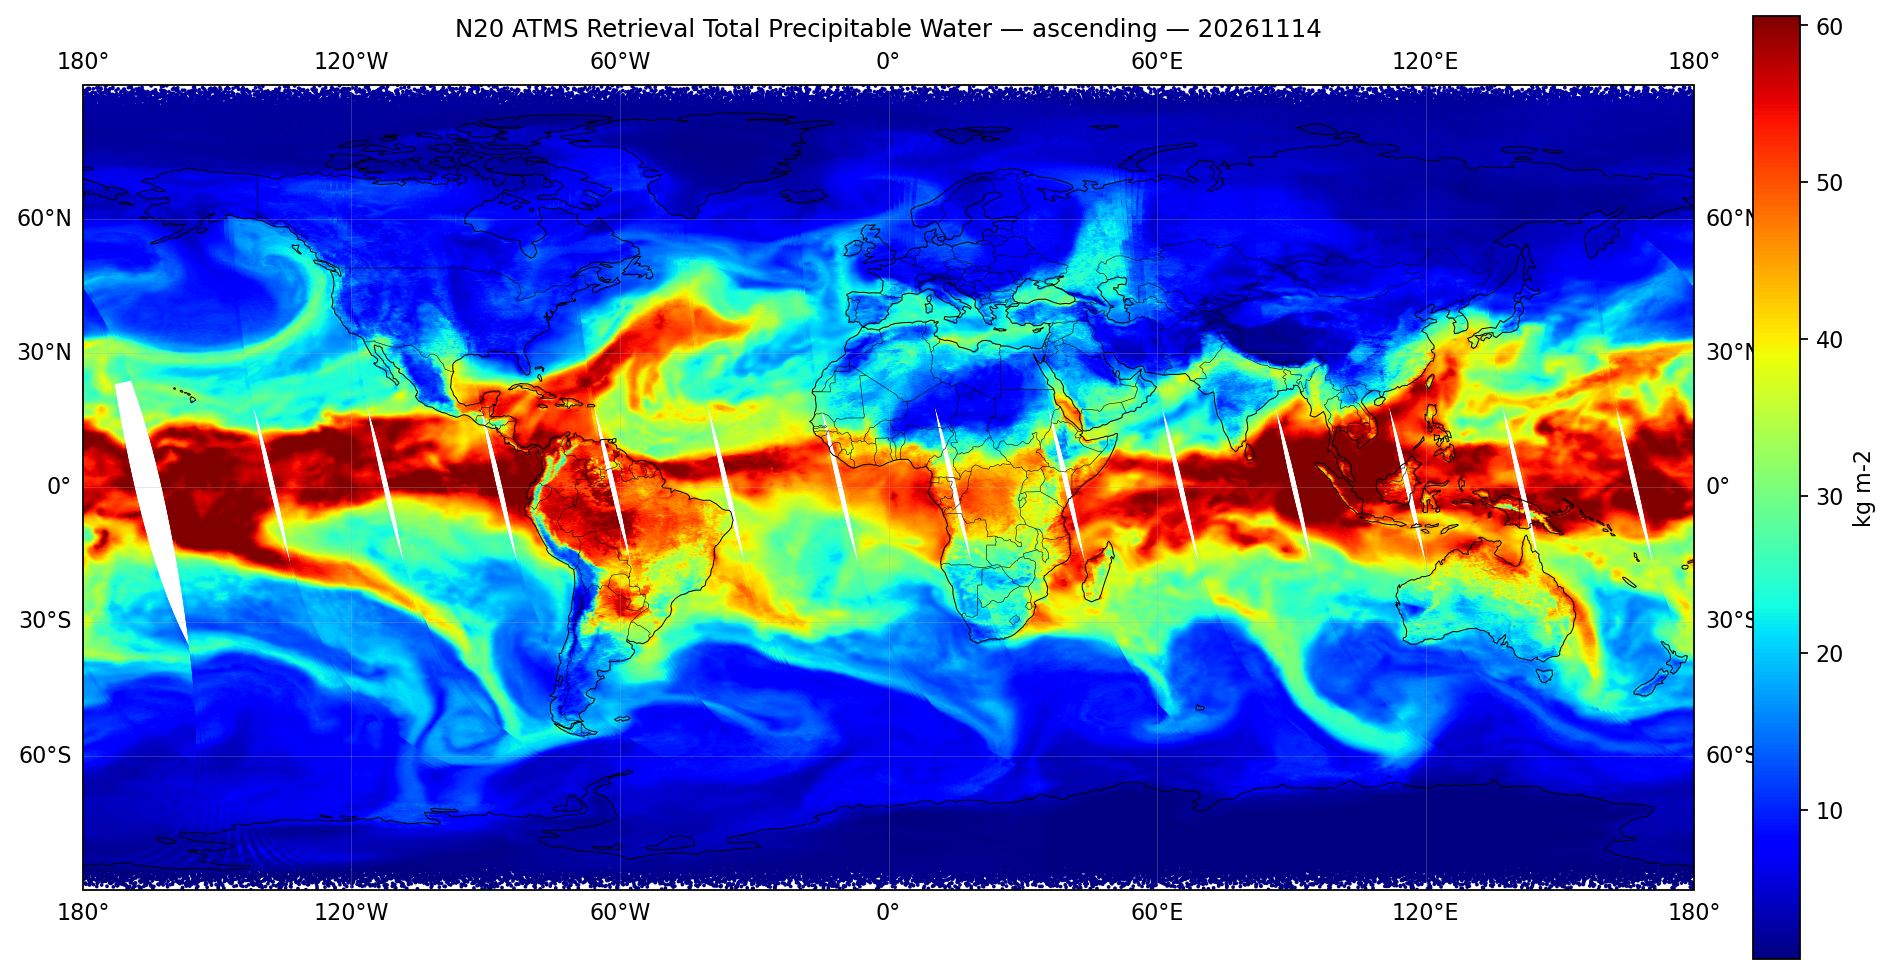 N20 ATMS Retrieval Total Precipitable Water — ascending — 20261114
180° 120°W 60°W 0° 60°E 120°E 180°
60°N 60°N
30°N 30°N
0° 0°
30°S 30°S
60°S 60°S
180° 120°W 60°W 0° 60°E 120°E 180°
60
50
40
30
20
10
kg m-2